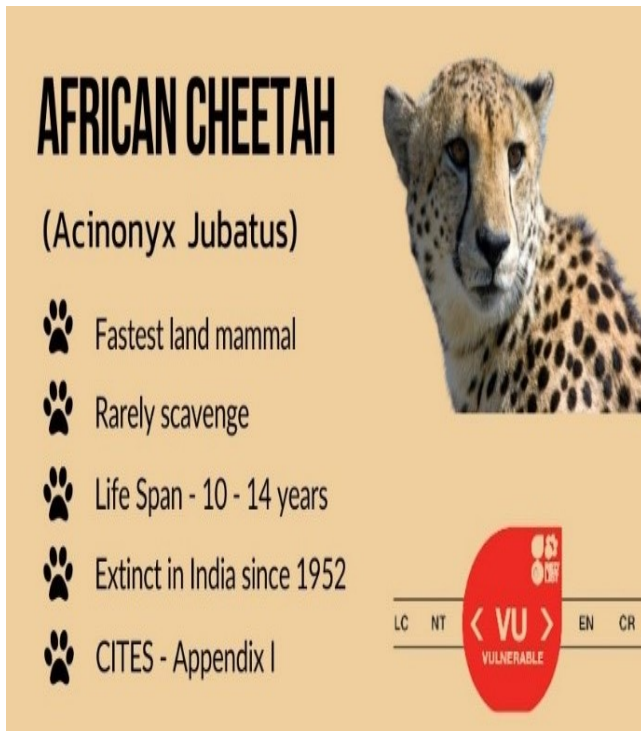 AFRICAN CHEETAH
(Acinonyx Jubatus)
Fastest land mammal
Rarely scavenge
Life Span - 10 - 14 years
Extinct in India since 1952
CITES - Appendix I
LC NT < VU > EN CR
VULNERABLE